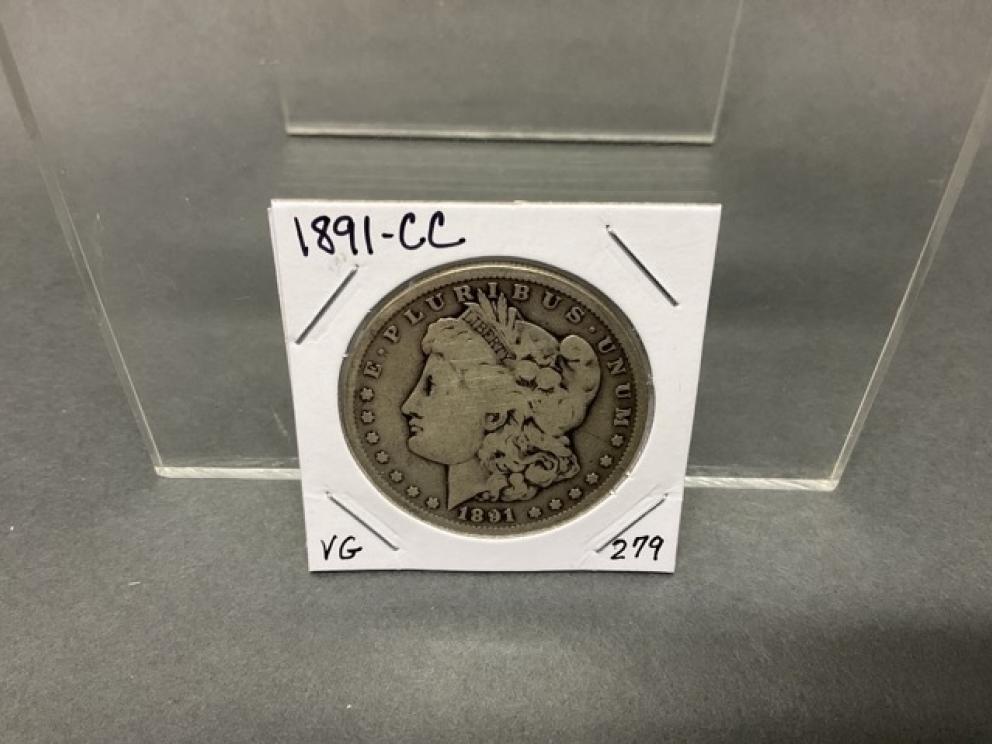 1891-CC
E·PLURIBUS·UNUM
LIBERTY
1891
VG
279